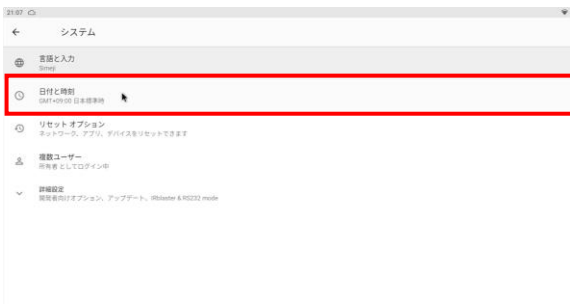 21:07
システム
言語と入力
Simeji
日付と時刻
GMT+09:00 日本標準時
リセット オプション
ネットワーク、アプリ、デバイスをリセットできます
複数ユーザー
所有者 としてログイン中
詳細設定
開発者向けオプション、アップデート、IRblaster & RS232 mode